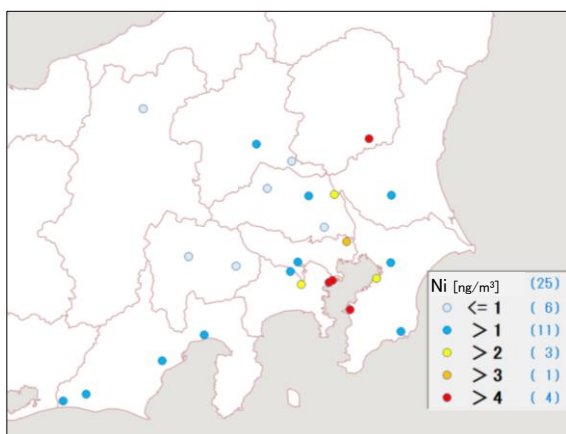 Ni [ng/m³] (25)
<= 1 ( 6)
> 1 (11)
> 2 ( 3)
> 3 ( 1)
> 4 ( 4)